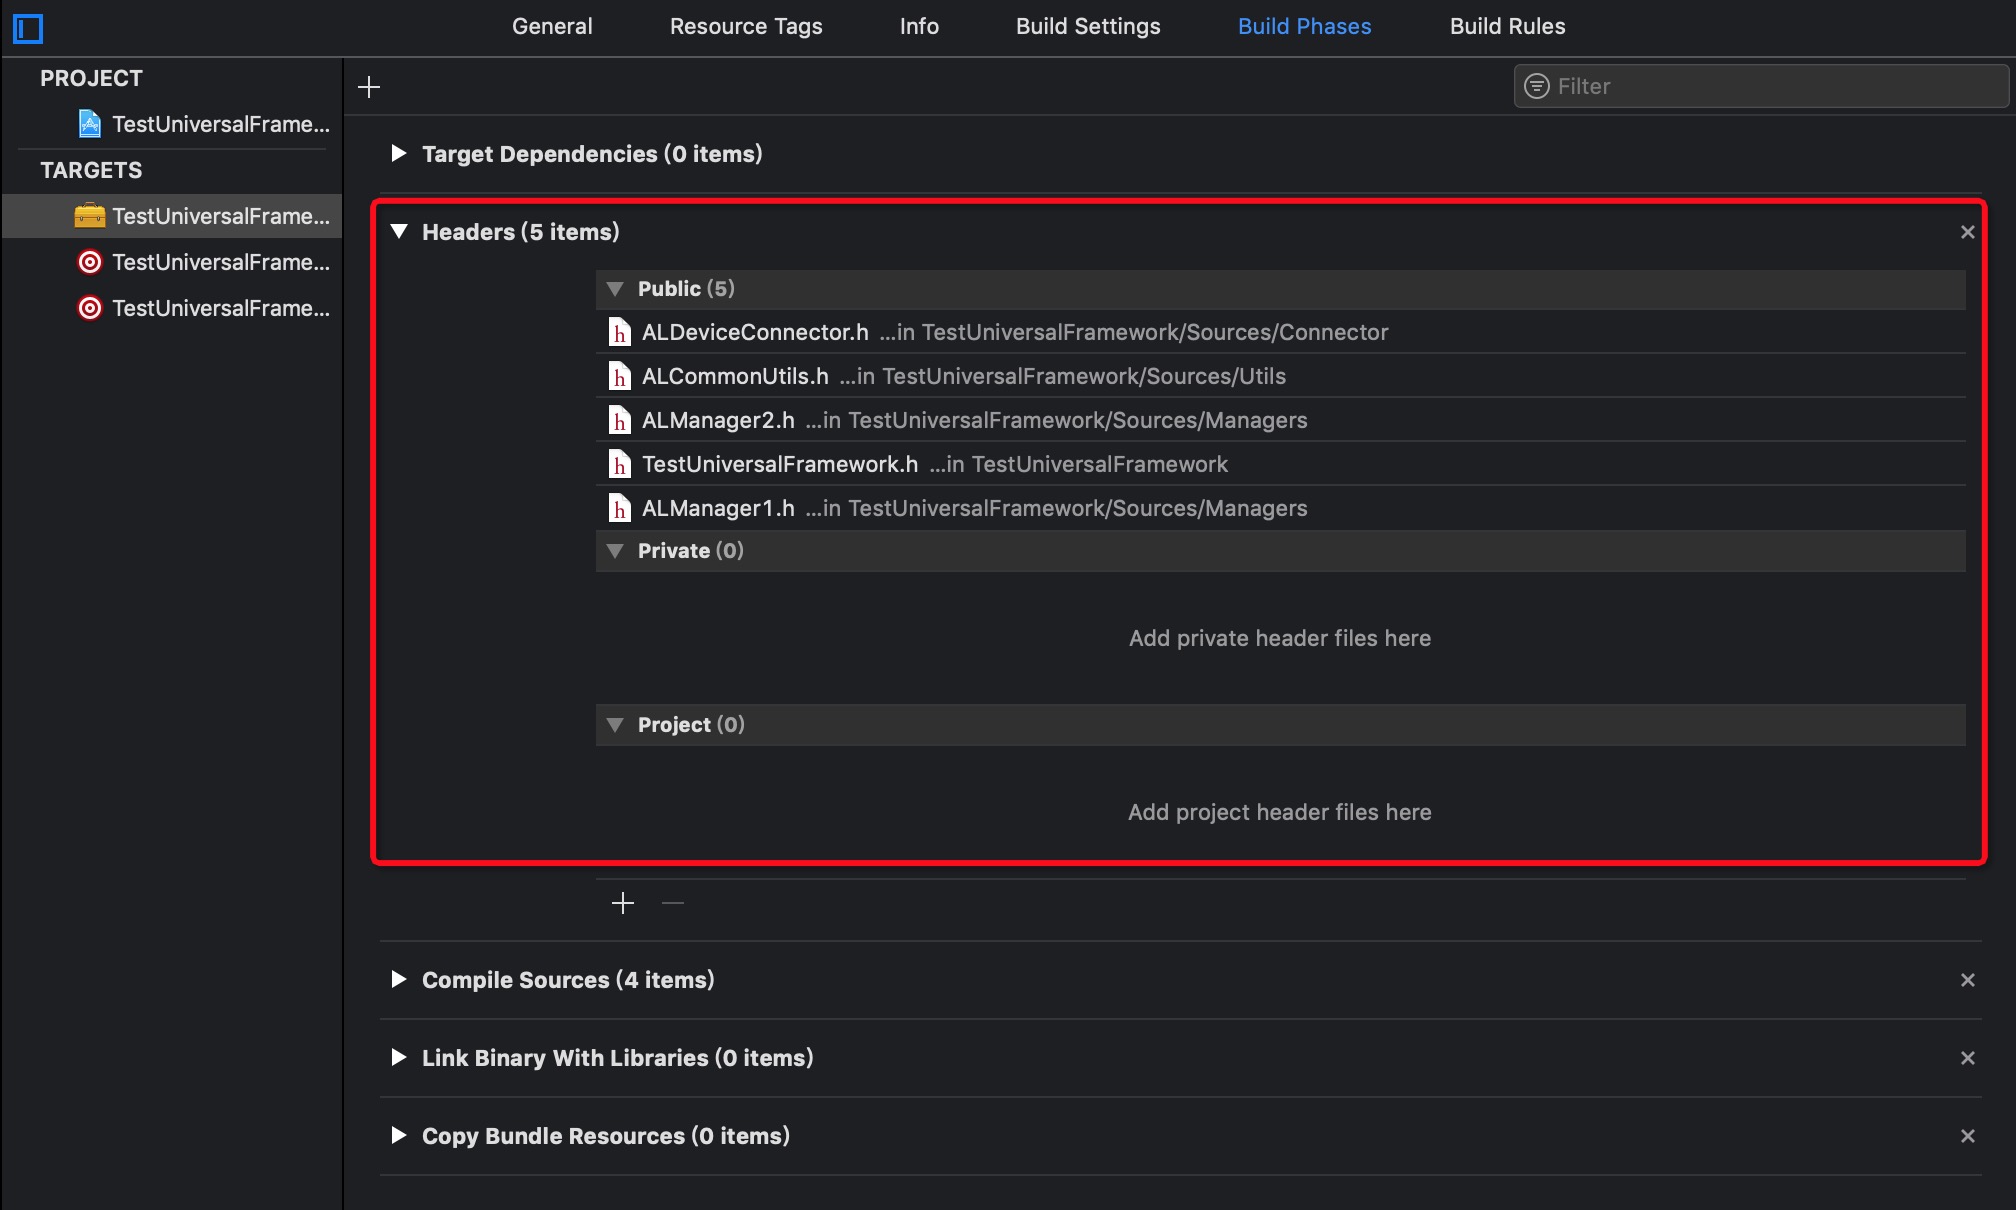 General Resource Tags Info Build Settings Build Phases Build Rules
PROJECT
TestUniversalFrame...
TARGETS
TestUniversalFrame...
TestUniversalFrame...
TestUniversalFrame...
Filter
Target Dependencies (0 items)
Headers (5 items)
Public (5)
h ALDeviceConnector.h ...in TestUniversalFramework/Sources/Connector
h ALCommonUtils.h ...in TestUniversalFramework/Sources/Utils
h ALManager2.h ...in TestUniversalFramework/Sources/Managers
h TestUniversalFramework.h ...in TestUniversalFramework
h ALManager1.h ...in TestUniversalFramework/Sources/Managers
Private (0)
Add private header files here
Project (0)
Add project header files here
Compile Sources (4 items)
Link Binary With Libraries (0 items)
Copy Bundle Resources (0 items)